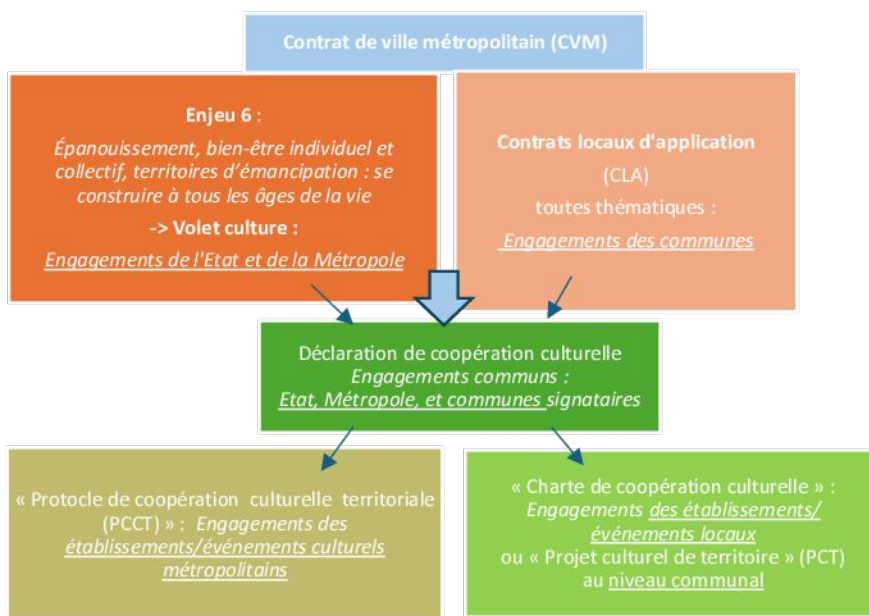 Contrat de ville métropolitain (CVM)
Enjeu 6 :
Épanouissement, bien-être individuel et
collectif, territoires d'émancipation : se
construire à tous les âges de la vie
-> Volet culture :
Engagements de l'Etat et de la Métropole
Contrats locaux d'application
(CLA)
toutes thématiques :
Engagements des communes
Déclaration de coopération culturelle
Engagements communs :
Etat, Métropole, et communes signataires
« Protocle de coopération culturelle territoriale
(PCCT) » : Engagements des
établissements/événements culturels
métropolitains
« Charte de coopération culturelle » :
Engagements des établissements/
événements locaux
ou « Projet culturel de territoire » (PCT)
au niveau communal